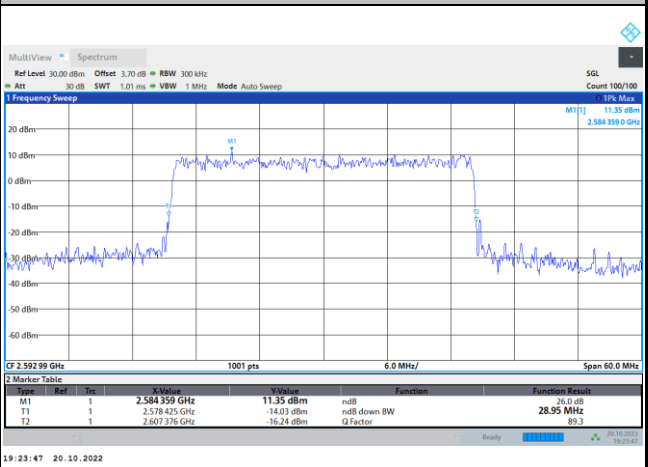 MultiView Spectrum
Ref Level 30.00 dBm Offset 3.70 dB RBW 300 kHz SGL
Att 30 dB SWT 1.01 ms VBW 1 MHz Mode Auto Sweep Count 100/100
1 Frequency Sweep 1Pk Max
M1[1] 11.35 dBm
2.584 359 0 GHz
20 dBm
M1
10 dBm
0 dBm
-10 dBm
T1 T2
-20 dBm
-30 dBm
-40 dBm
-50 dBm
-60 dBm
CF 2.592 99 GHz 1001 pts 6.0 MHz/ Span 60.0 MHz
2 Marker Table
Type Ref Trc X-Value Y-Value Function Function Result
M1 1 2.584 359 GHz 11.35 dBm ndB 26.0 dB
T1 1 2.578 425 GHz -14.03 dBm ndB down BW 28.95 MHz
T2 1 2.607 376 GHz -16.24 dBm Q Factor 89.3
Ready 20.10.2022
19:23:47
19:23:47 20.10.2022